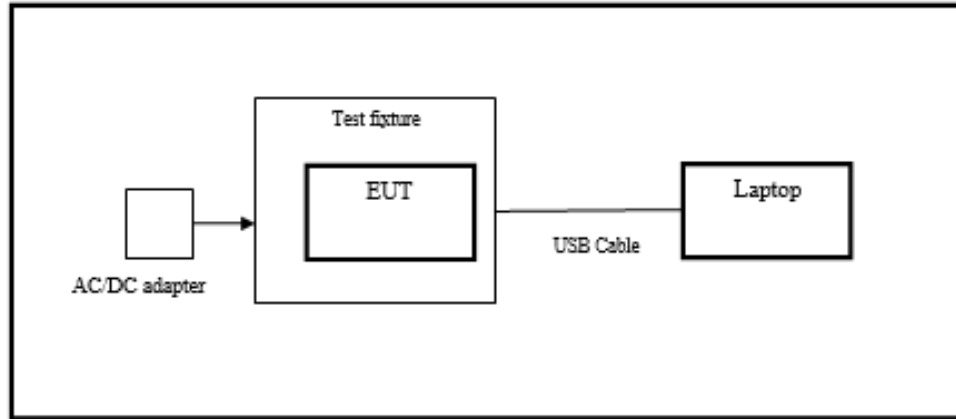 Test fixture
EUT
Laptop
USB Cable
AC/DC adapter